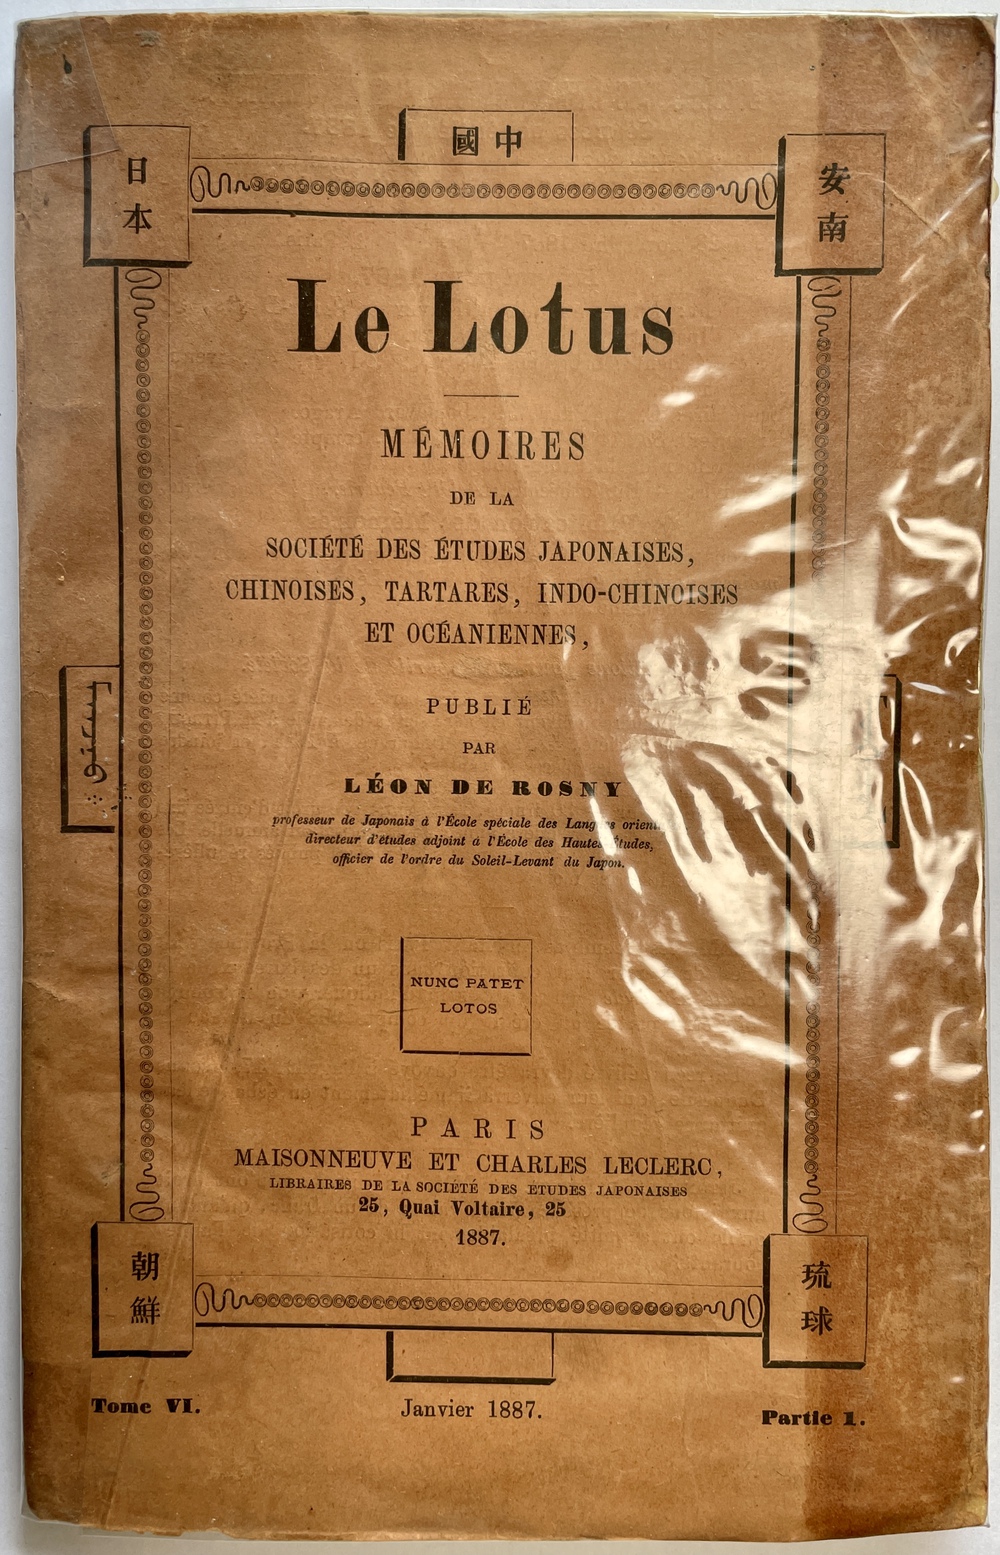 國中
日本
安南
Le Lotus
MÉMOIRES
DE LA
SOCIÉTÉ DES ÉTUDES JAPONAISES,
CHINOISES, TARTARES, INDO-CHINOISES
ET OCÉANIENNES,
PUBLIÉ
PAR
LÉON DE ROSNY
professeur de Japonais à l'École spéciale des Langues
directeur d'études adjoint à l'École des Hautes Études,
officier de l'ordre du Soleil-Levant du Japon.
NUNC PATET
LOTOS
PARIS
MAISONNEUVE ET CHARLES LECLERC,
LIBRAIRES DE LA SOCIÉTÉ DES ETUDES JAPONAISES
25, Quai Voltaire, 25
1887.
朝鮮
琉球
Tome VI.
Janvier 1887.
Partie 1.